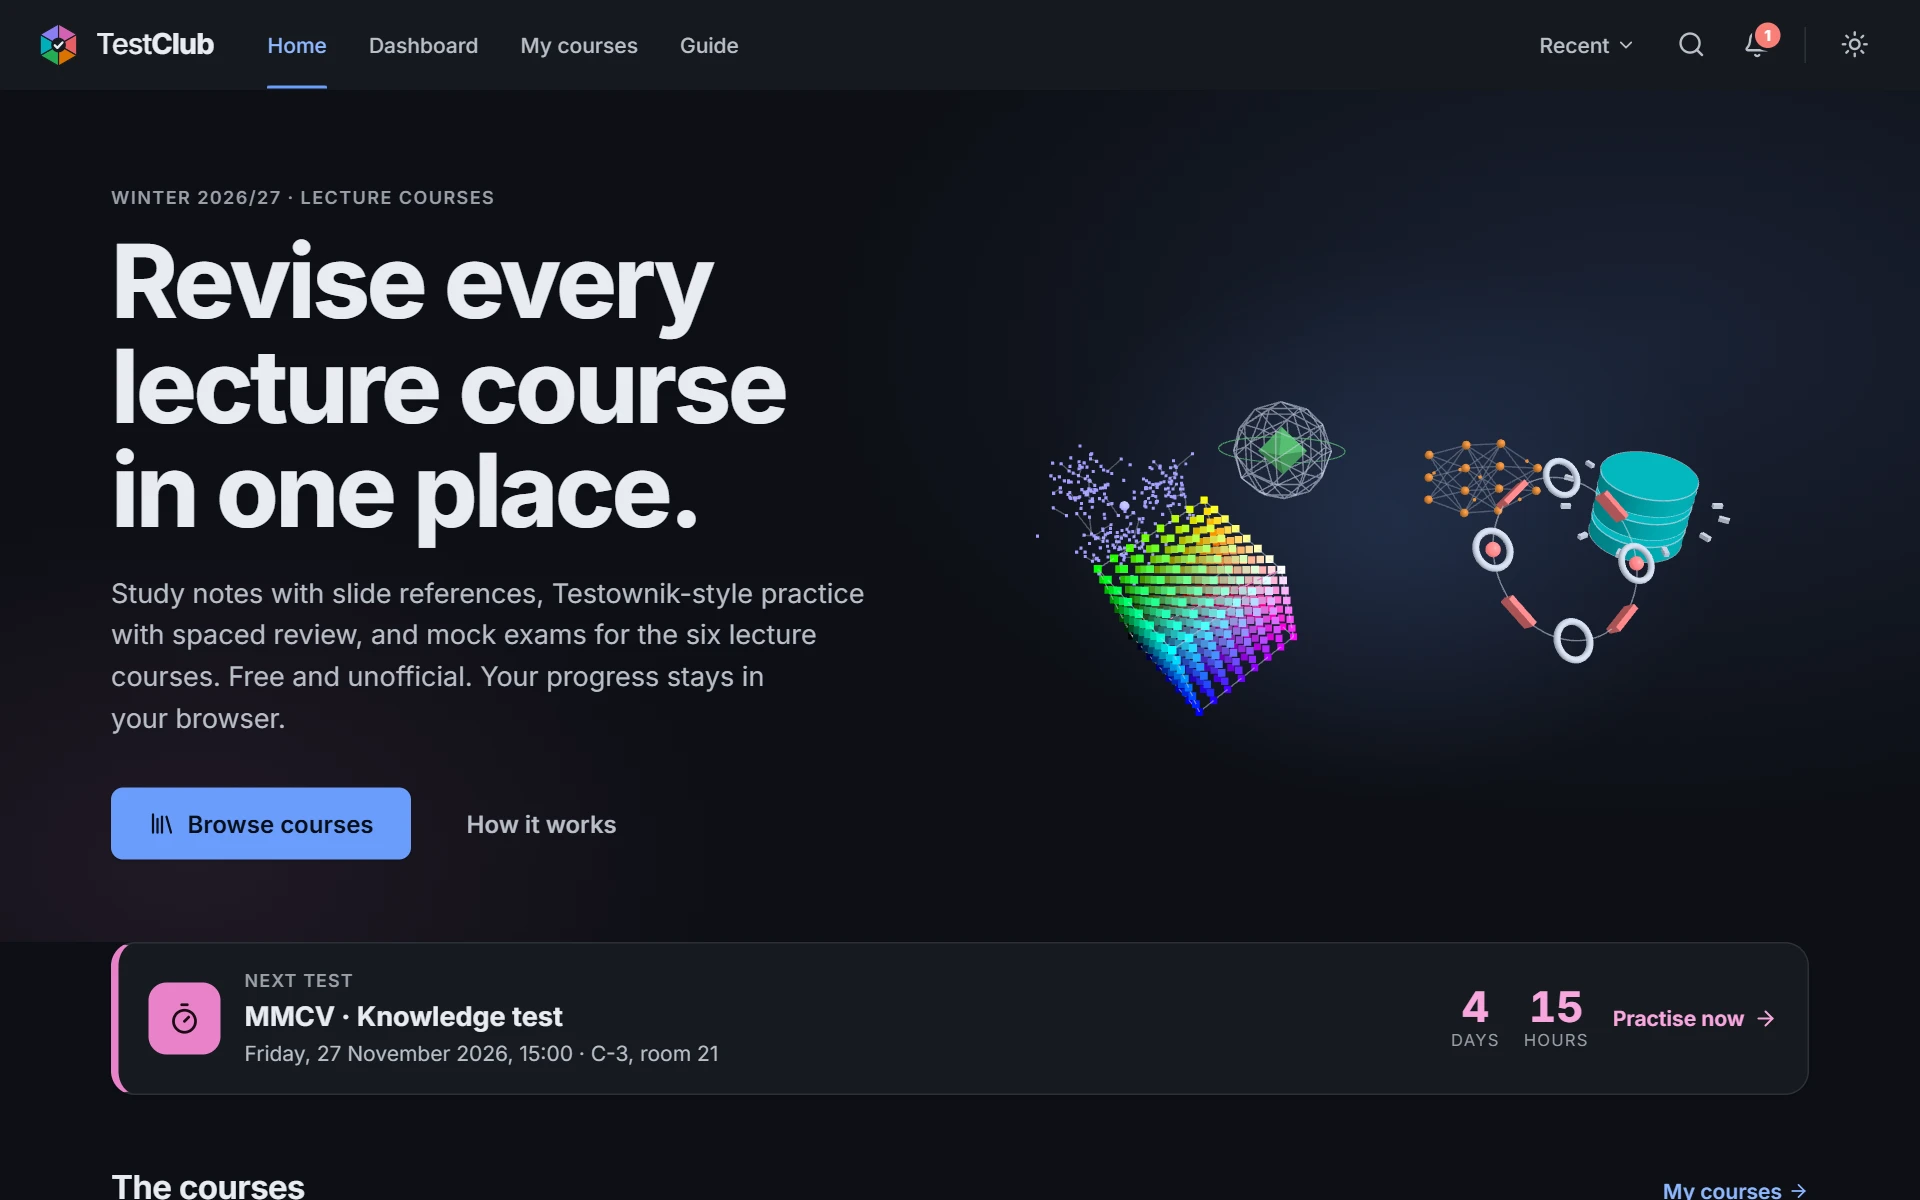 TestClub
Home
Dashboard
My courses
Guide
Recent
1
WINTER 2026/27 · LECTURE COURSES
Revise every
lecture course
in one place.
Study notes with slide references, Testownik-style practice
with spaced review, and mock exams for the six lecture
courses. Free and unofficial. Your progress stays in
your browser.
Browse courses
How it works
NEXT TEST
MMCV · Knowledge test
Friday, 27 November 2026, 15:00 · C-3, room 21
4
DAYS
15
HOURS
Practise now →
The courses
My courses →